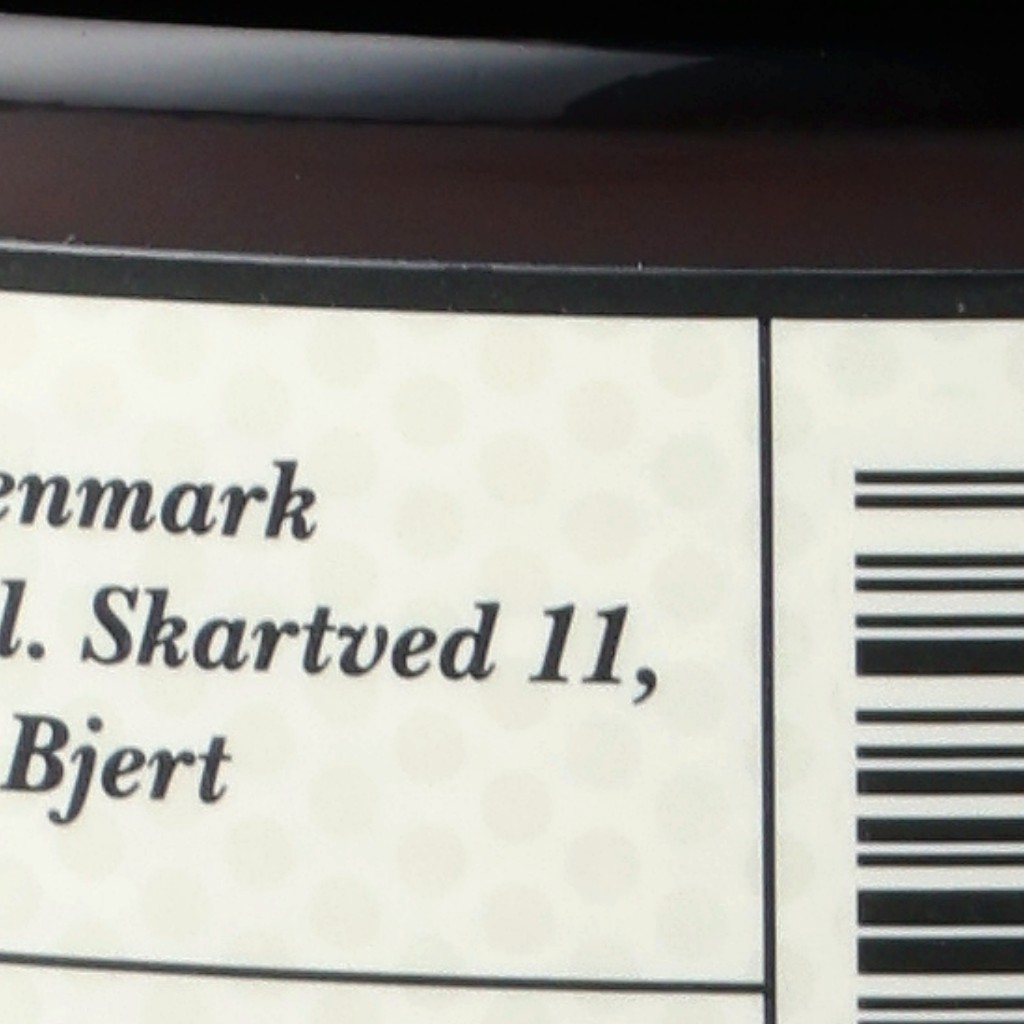 enmark
l. Skartved 11,
Bjert